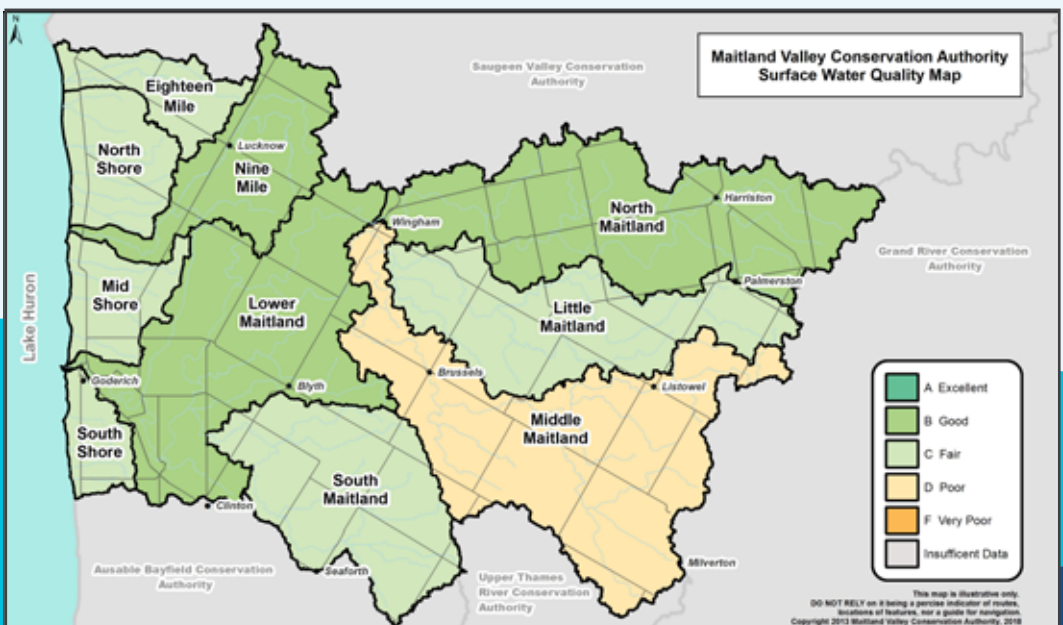 N
Maitland Valley Conservation Authority
Surface Water Quality Map
Saugeen Valley Conservation
Authority
Eighteen
Mile
North
Shore
Lucknow
Nine
Mile
Wingham
North
Maitland
Harriston
Grand River Conservation
Authority
Palmerston
Mid
Shore
Lower
Maitland
Little
Maitland
Lake Huron
Goderich
Blyth
Brussels
Listowel
South
Shore
Middle
Maitland
South
Maitland
Clinton
Seaforth
Milverton
Ausable Bayfield Conservation
Authority
Upper Thames
River Conservation
Authority
A Excellent
B Good
C Fair
D Poor
F Very Poor
Insufficent Data
This map is illustrative only.
DO NOT RELY on it being a percise indicator of routes,
locations of features, nor a guide for navigation.
Copyright 2013 Maitland Valley Conservation Authority, 2018